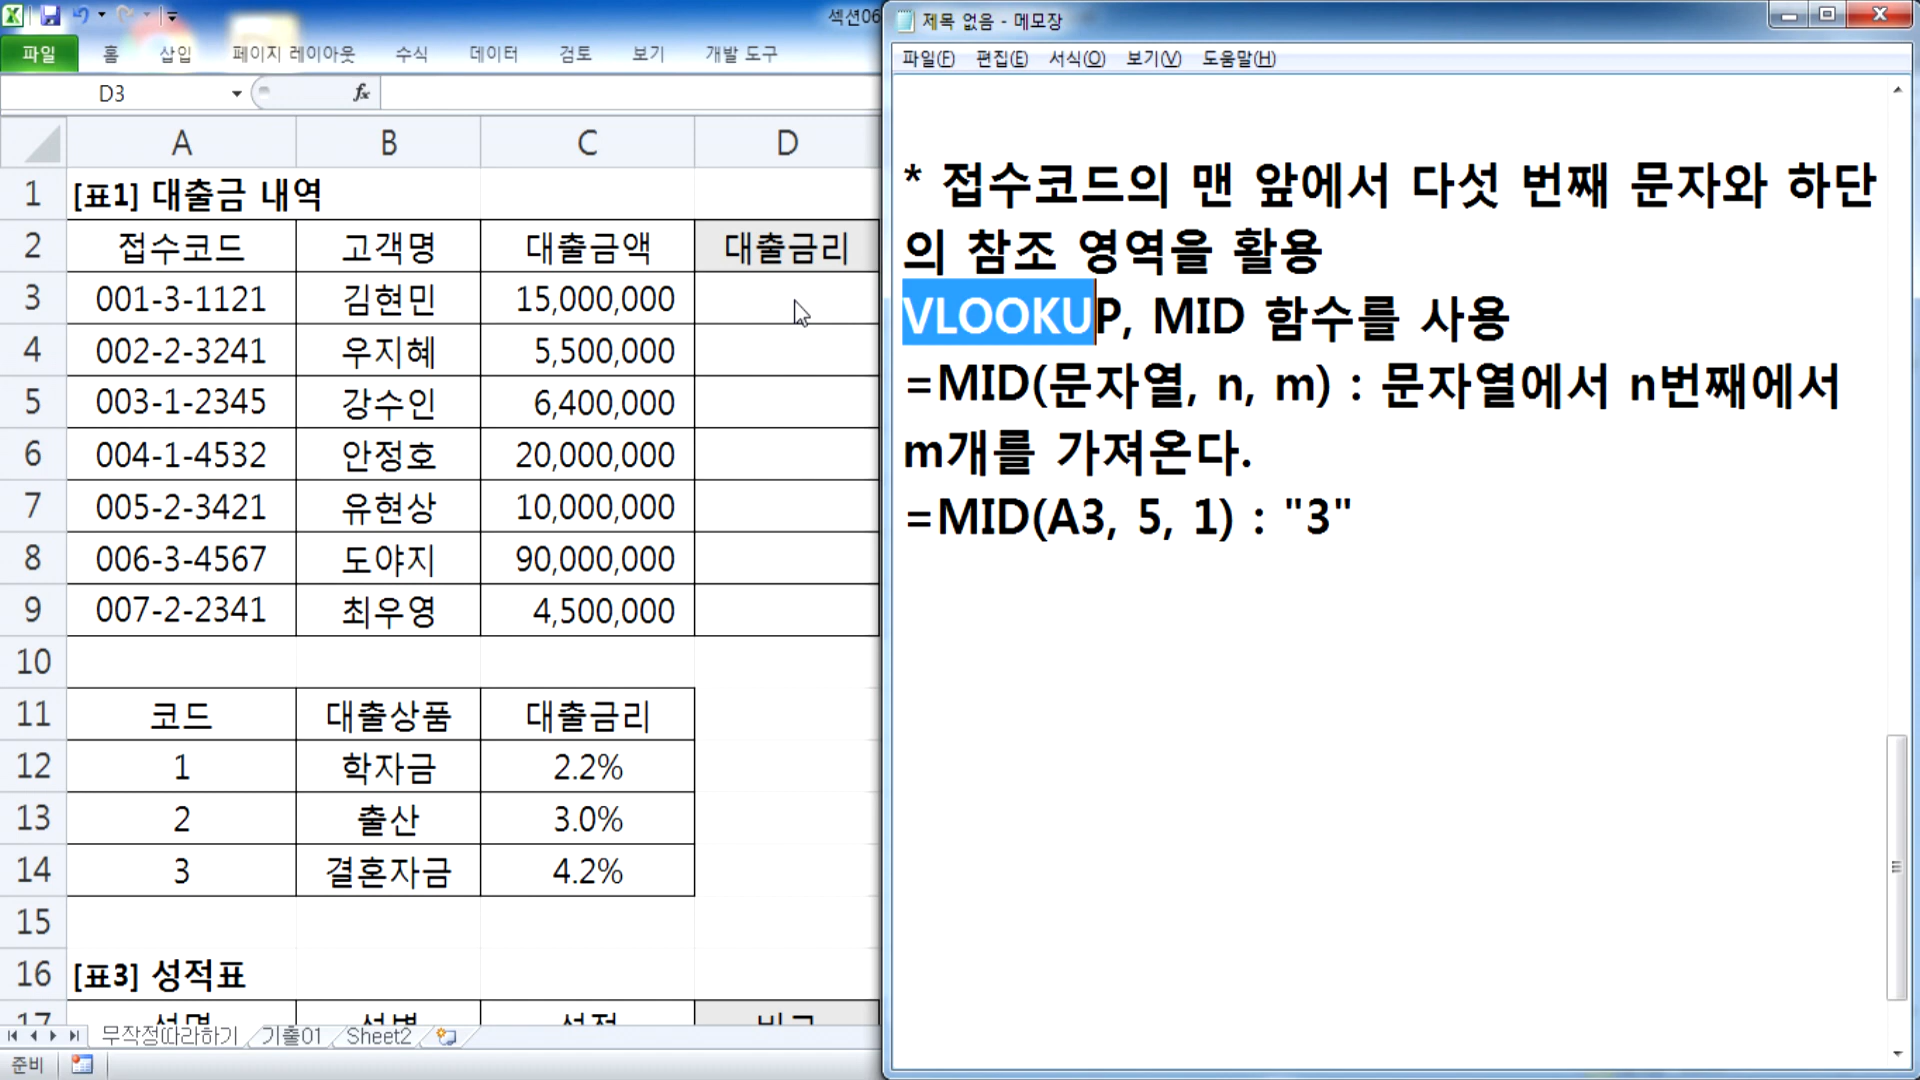 섹션06
파일 홈 삽입 페이지 레이아웃 수식 데이터 검토 보기 개발 도구
D3 fx
A B C D
1 [표1] 대출금 내역
2 접수코드 고객명 대출금액 대출금리
3 001-3-1121 김현민 15,000,000
4 002-2-3241 우지혜 5,500,000
5 003-1-2345 강수인 6,400,000
6 004-1-4532 안정호 20,000,000
7 005-2-3421 유현상 10,000,000
8 006-3-4567 도야지 90,000,000
9 007-2-2341 최우영 4,500,000
10
11 코드 대출상품 대출금리
12 1 학자금 2.2%
13 2 출산 3.0%
14 3 결혼자금 4.2%
15
16 [표3] 성적표
17 성명 성별 성적 비고
무작정따라하기 기출01 Sheet2
준비
제목 없음 - 메모장
파일(F) 편집(E) 서식(O) 보기(V) 도움말(H)
* 접수코드의 맨 앞에서 다섯 번째 문자와 하단
의 참조 영역을 활용
VLOOKUP, MID 함수를 사용
=MID(문자열, n, m) : 문자열에서 n번째에서
m개를 가져온다.
=MID(A3, 5, 1) : "3"